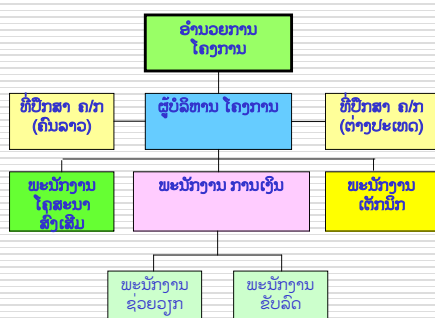 ອຳນວຍການ
ໂຄງການ
ທີ່ປຶກສາ ຄ/ກ
(ຄົນລາວ)
ຜູ້ບໍລິຫານ ໂຄງການ
ທີ່ປຶກສາ ຄ/ກ
(ຕ່າງປະເທດ)
ພະນັກງານ
ໂຄສະນາ
ສົ່ງເສີມ
ພະນັກງານ ການເງິນ
ພະນັກງານ
ເຕັກນິກ
ພະນັກງານ
ຊ່ວຍວຽກ
ພະນັກງານ
ຂັບລົດ